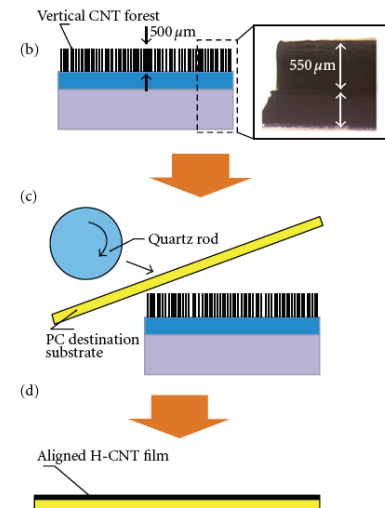 Vertical CNT forest
500 μm
(b)
550 μm
(c)
Quartz rod
PC destination
substrate
(d)
Aligned H-CNT film